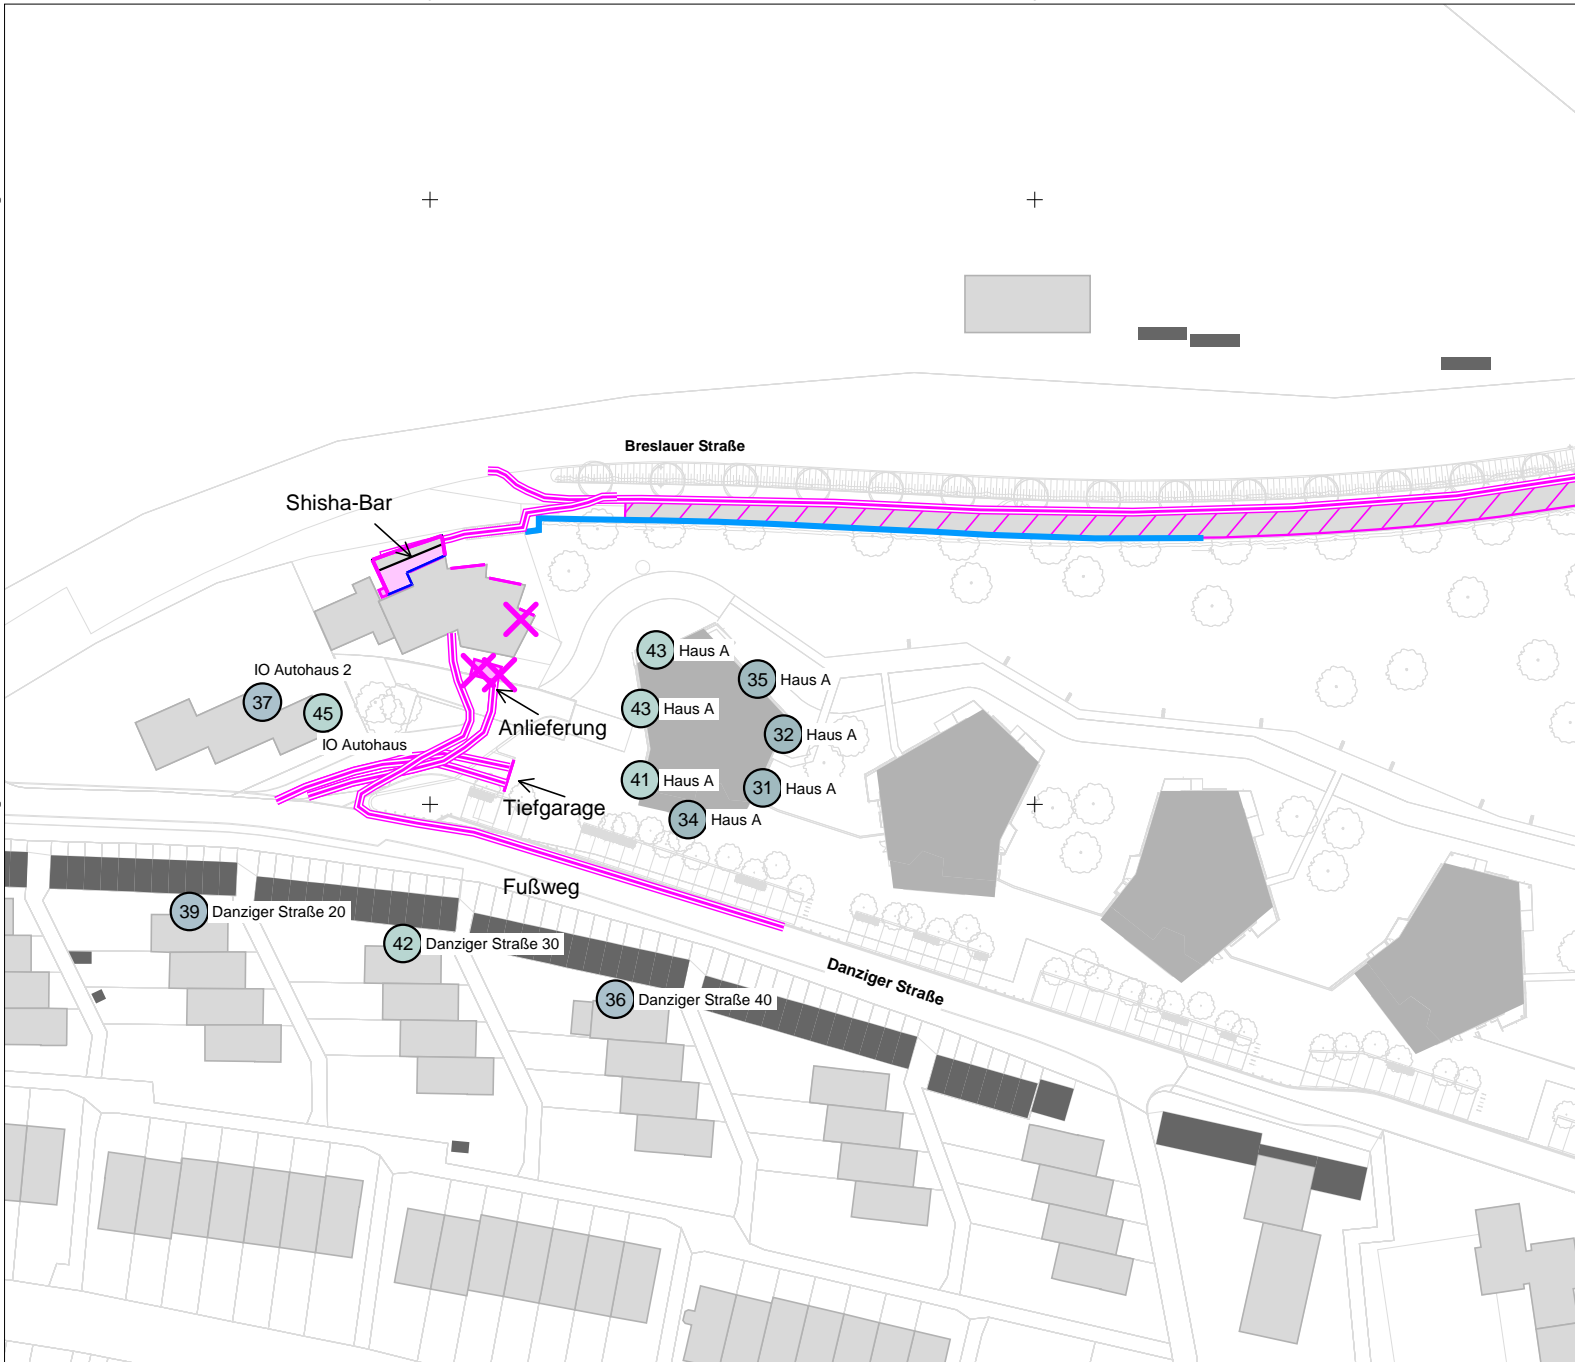 Breslauer Straße
Shisha-Bar
43 Haus A
IO Autohaus 2
35 Haus A
37
43 Haus A
45
Anlieferung
32 Haus A
IO Autohaus
41 Haus A
31 Haus A
Tiefgarage
34 Haus A
Fußweg
39 Danziger Straße 20
42 Danziger Straße 30
Danziger Straße
36 Danziger Straße 40